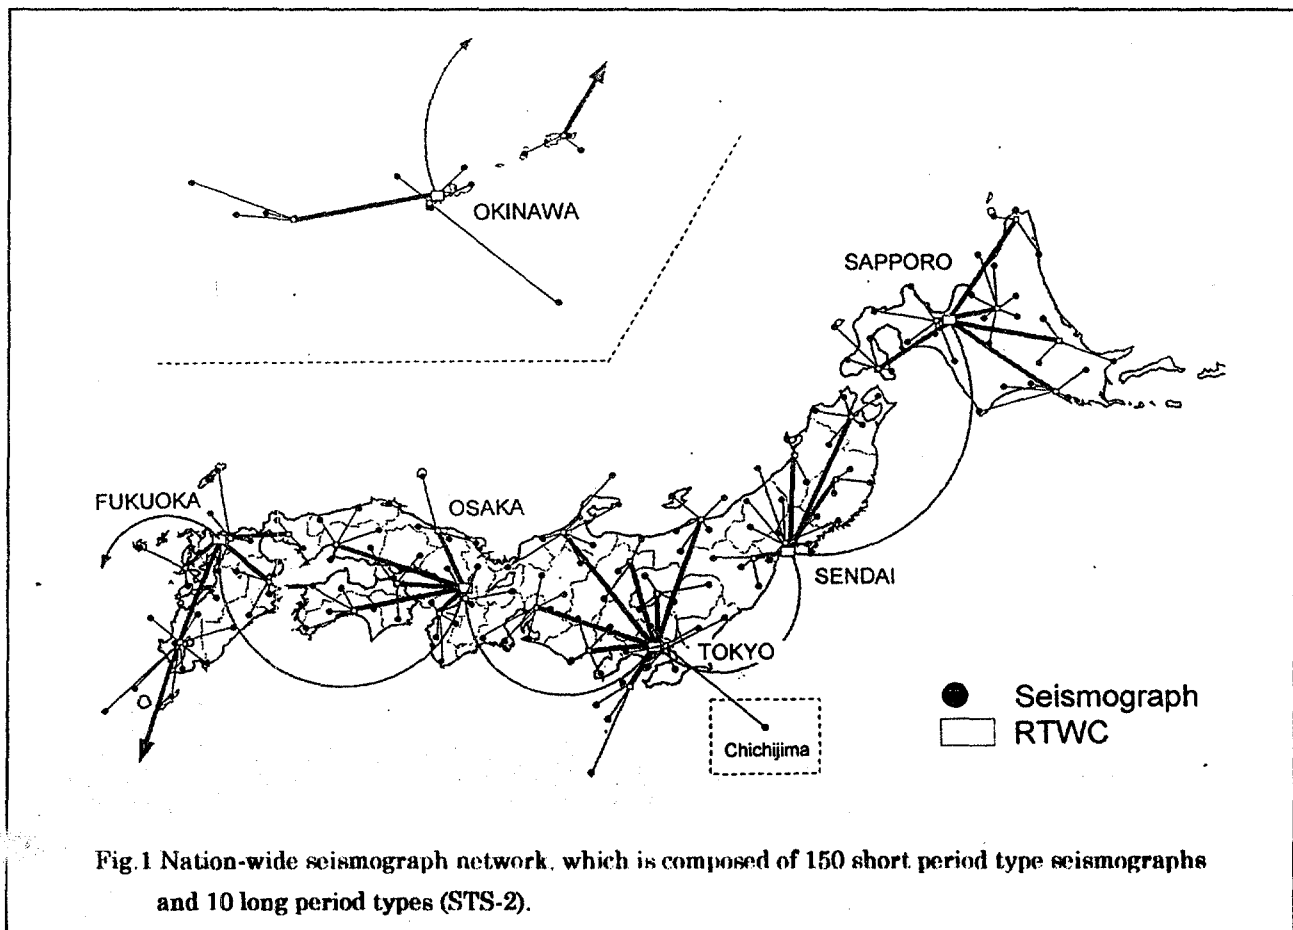 OKINAWA
SAPPORO
FUKUOKA
OSAKA
SENDAI
TOKYO
Chichijima
Seismograph
RTWC
Fig.1 Nation-wide seismograph network, which is composed of 150 short period type seismographs
and 10 long period types (STS-2).